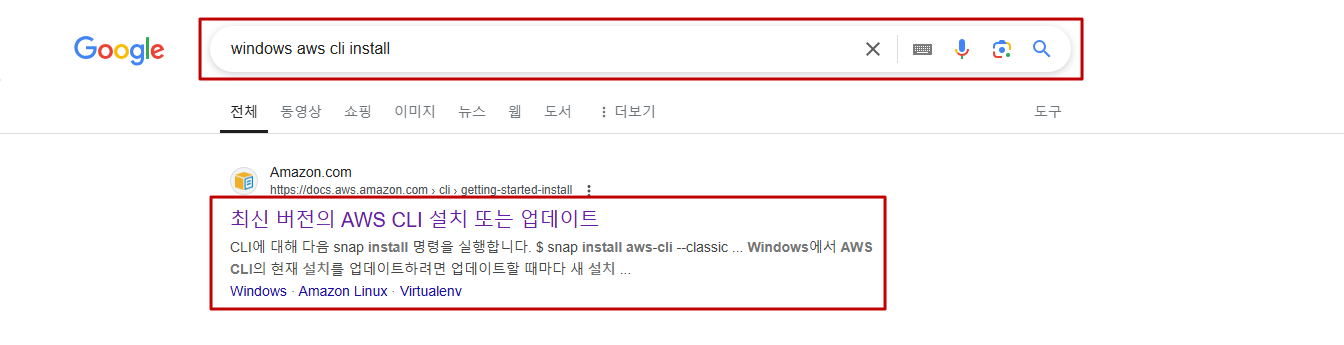 Google
windows aws cli install
전체 동영상 쇼핑 이미지 뉴스 웹 도서 더보기 도구
Amazon.com
https://docs.aws.amazon.com › cli › getting-started-install
최신 버전의 AWS CLI 설치 또는 업데이트
CLI에 대해 다음 snap install 명령을 실행합니다. $ snap install aws-cli --classic ... Windows에서 AWS
CLI의 현재 설치를 업데이트하려면 업데이트할 때마다 새 설치 ...
Windows · Amazon Linux · Virtualenv